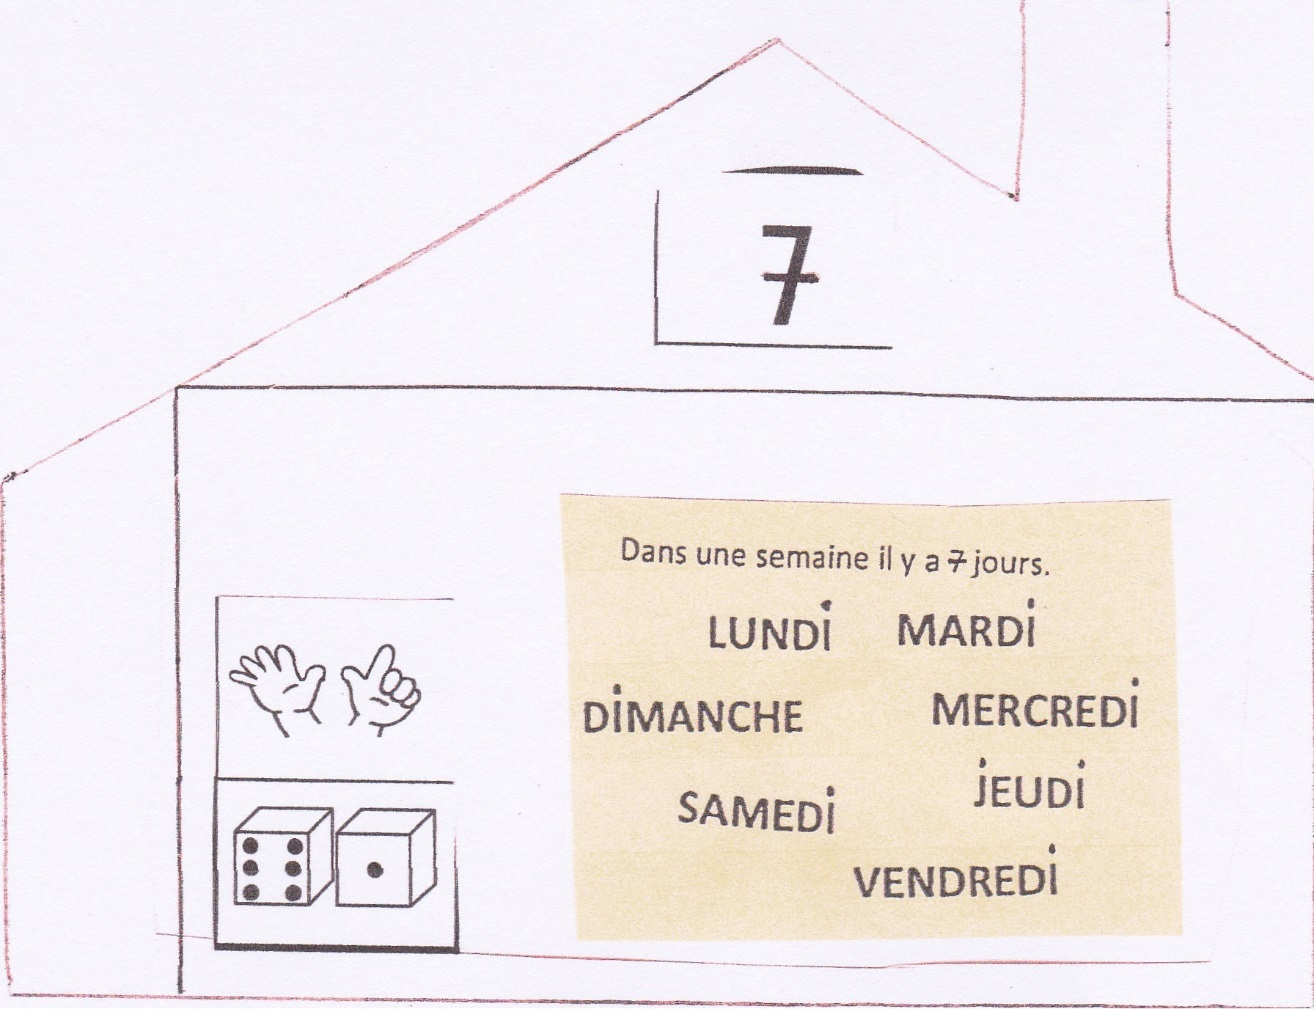 7
Dans une semaine il y a 7 jours.
LUNDi MARDi
DiMANCHE MERCREDi
SAMEDi jEUDi
VENDREDi